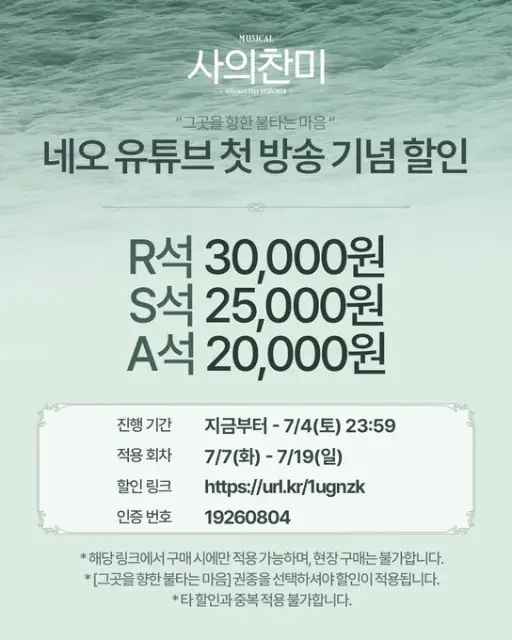 MUSICAL
사의찬미
"그곳을 향한 불타는 마음"
네오 유튜브 첫 방송 기념 할인
R석 30,000원
S석 25,000원
A석 20,000원
진행 기간 지금부터 - 7/4(토) 23:59
적용 회차 7/7(화) - 7/19(일)
할인 링크 https://url.kr/1ugnzk
인증 번호 19260804
* 해당 링크에서 구매 시에만 적용 가능하며, 현장 구매는 불가합니다.
* [그곳을 향한 불타는 마음] 권종을 선택하셔야 할인이 적용됩니다.
* 타 할인과 중복 적용 불가합니다.